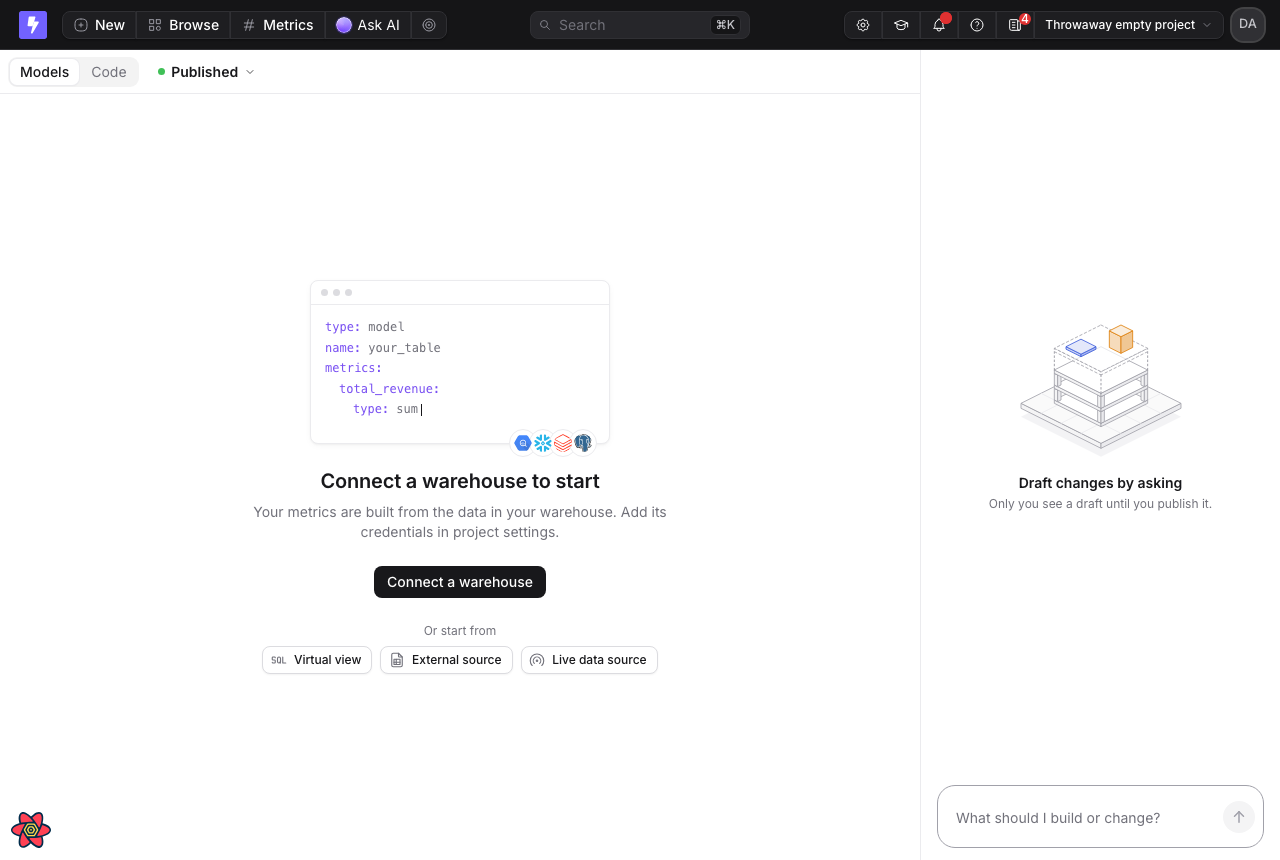 New
Browse
Metrics
Ask AI
Search
⌘K
4
Throwaway empty project
DA
Models
Code
Published
type: model
name: your_table
metrics:
total_revenue:
type: sum
Connect a warehouse to start
Your metrics are built from the data in your warehouse. Add its
credentials in project settings.
Connect a warehouse
Or start from
SQL Virtual view
External source
Live data source
Draft changes by asking
Only you see a draft until you publish it.
What should I build or change?